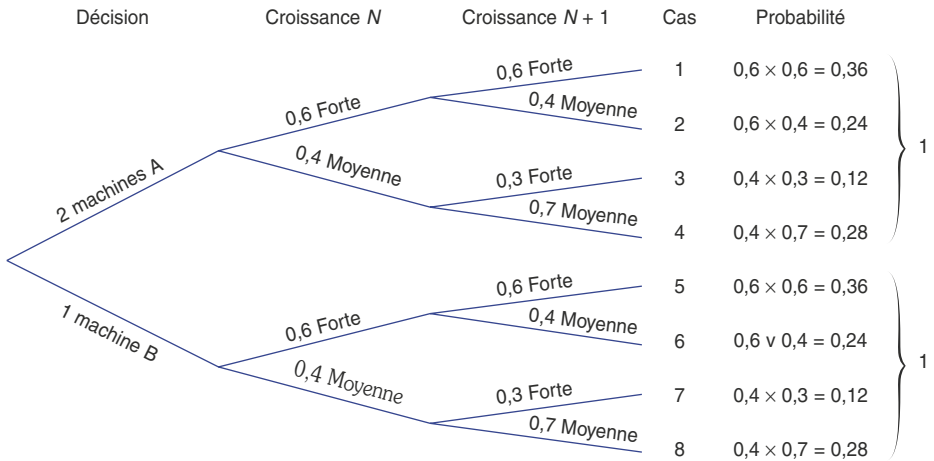 Décision Croissance N Croissance N + 1 Cas Probabilité
0,6 Forte 1 0,6 × 0,6 = 0,36
0,6 Forte 0,4 Moyenne 2 0,6 × 0,4 = 0,24
1
2 machines A 0,4 Moyenne 0,3 Forte 3 0,4 × 0,3 = 0,12
0,7 Moyenne 4 0,4 × 0,7 = 0,28
0,6 Forte 5 0,6 × 0,6 = 0,36
1 machine B 0,6 Forte 0,4 Moyenne 6 0,6 v 0,4 = 0,24
1
0,4 Moyenne 0,3 Forte 7 0,4 × 0,3 = 0,12
0,7 Moyenne 8 0,4 × 0,7 = 0,28